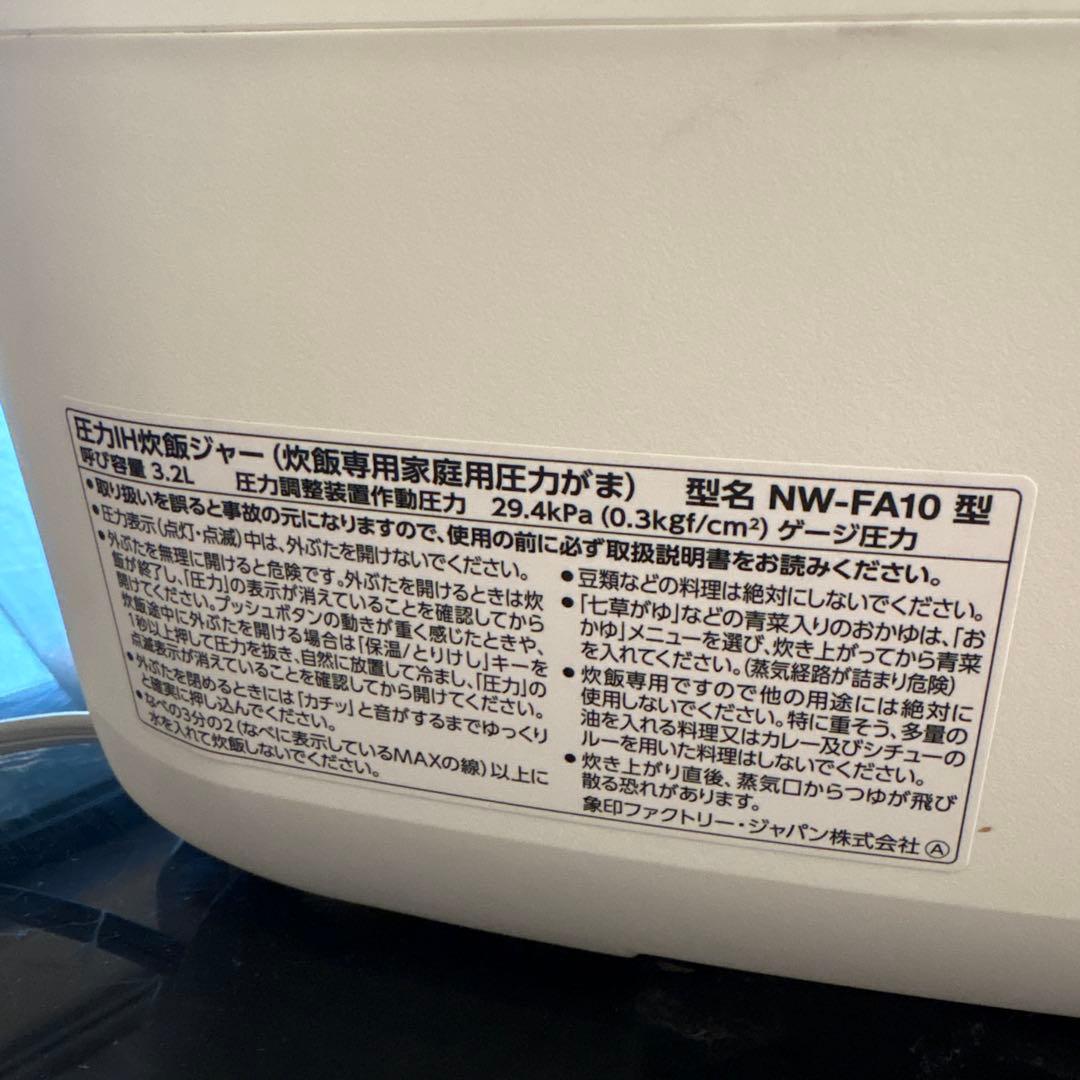 圧力IH炊飯ジャー(炊飯専用家庭用圧力がま) 型名 NW-FA10 型
呼び容量 3.2L 圧力調整装置作動圧力 29.4kPa (0.3kgf/cm²) ゲージ圧力
●取り扱いを誤ると事故の元になりますので、使用の前に必ず取扱説明書をお読みください。
●圧力表示(点灯・点滅)中は、外ぶたを開けないでください。
●外ぶたを無理に開けると危険です。外ぶたを開けるときは炊
飯が終了し、「圧力」の表示が消えていることを確認してから
開けてください。プッシュボタンの動きが重く感じたときや、
炊飯途中に外ぶたを開ける場合は「保温/とりけし」キーを
1秒以上押して圧力を抜き、自然に放置して冷まし、「圧力」の
点滅表示が消えていることを確認してから開けてください。
●外ぶたを閉めるときには「カチッ」と音がするまでゆっくり
と確実に押し込んでください。
●なべの3分の2(なべに表示しているMAXの線)以上に
水を入れて炊飯しないでください。
●豆類などの料理は絶対にしないでください。
●「七草がゆ」などの青菜入りのおかゆは、「お
かゆ」メニューを選び、炊き上がってから青菜
を入れてください。(蒸気経路が詰まり危険)
●炊飯専用ですので他の用途には絶対に
使用しないでください。特に重そう、多量の
油を入れる料理又はカレー及びシチューの
ルーを用いた料理はしないでください。
●炊き上がり直後、蒸気口からつゆが飛び
散る恐れがあります。
象印ファクトリー・ジャパン株式会社 Ⓐ